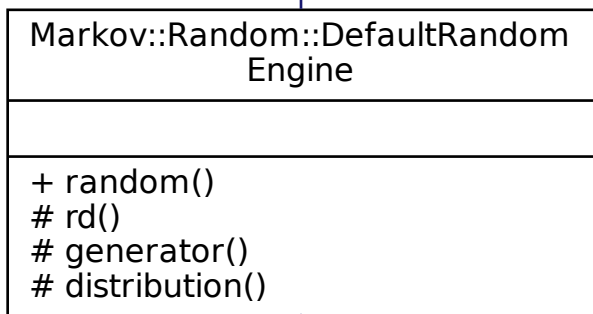 Markov::Random::DefaultRandom
Engine
+ random()
# rd()
# generator()
# distribution()